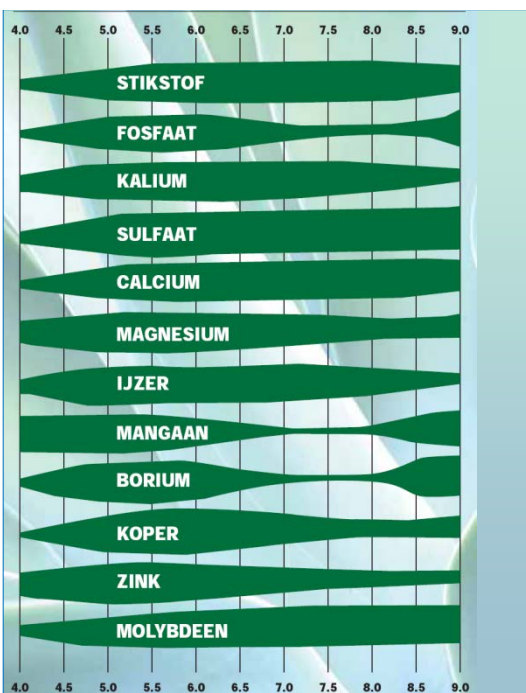 4.0 4.5 5.0 5.5 6.0 6.5 7.0 7.5 8.0 8.5 9.0
STIKSTOF
FOSFAAT
KALIUM
SULFAAT
CALCIUM
MAGNESIUM
IJZER
MANGAAN
BORIUM
KOPER
ZINK
MOLYBDEEN
4.0 4.5 5.0 5.5 6.0 6.5 7.0 7.5 8.0 8.5 9.0